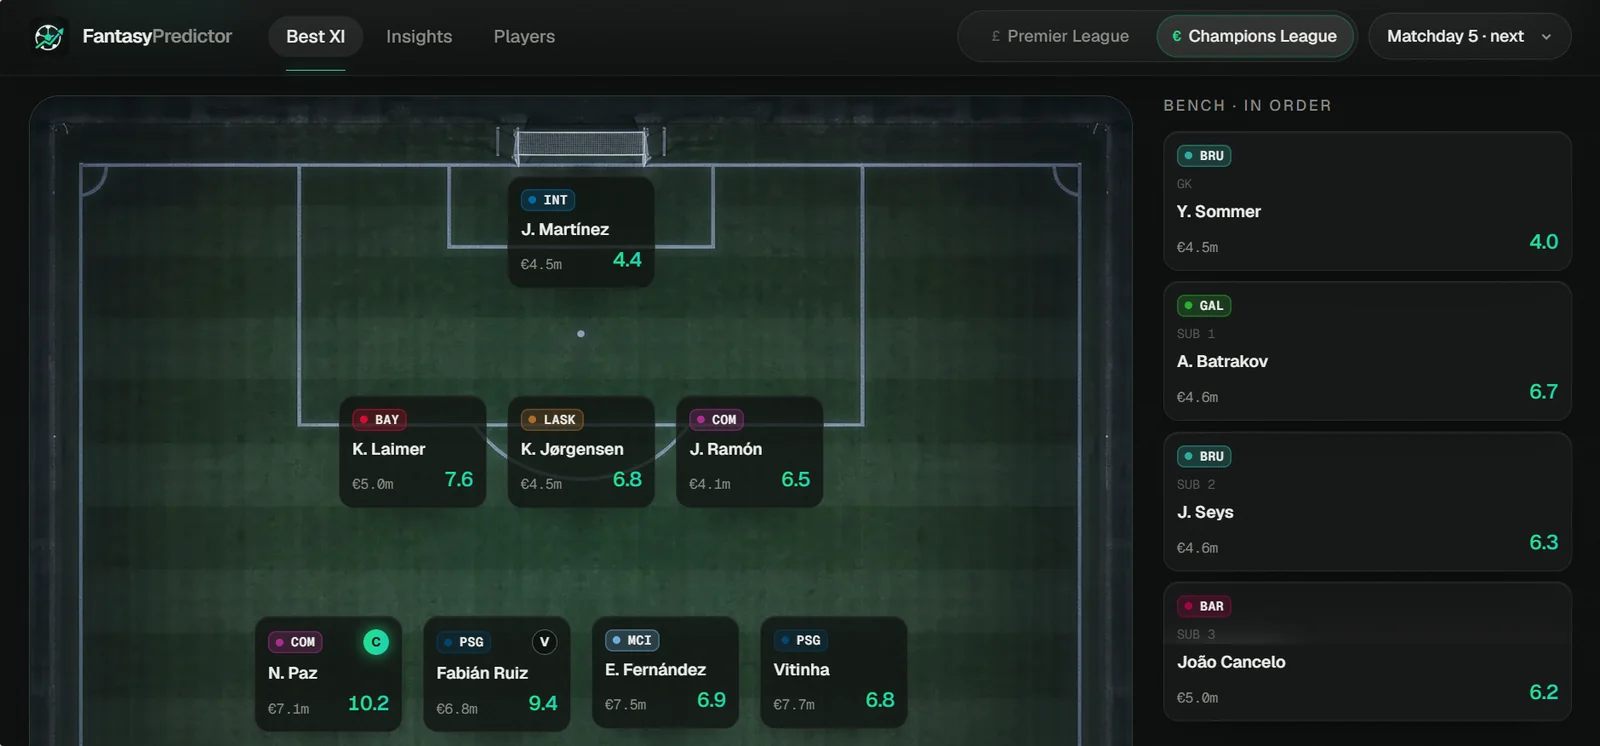 FantasyPredictor
Best XI
Insights
Players
£ Premier League
€ Champions League
Matchday 5 · next
INT
J. Martínez
€4.5m
4.4
BAY
K. Laimer
€5.0m
7.6
LASK
K. Jørgensen
€4.5m
6.8
COM
J. Ramón
€4.1m
6.5
COM
C
N. Paz
€7.1m
10.2
PSG
V
Fabián Ruiz
€6.8m
9.4
MCI
E. Fernández
€7.5m
6.9
PSG
Vitinha
€7.7m
6.8
BENCH · IN ORDER
BRU
GK
Y. Sommer
€4.5m
4.0
GAL
SUB 1
A. Batrakov
€4.6m
6.7
BRU
SUB 2
J. Seys
€4.6m
6.3
BAR
SUB 3
João Cancelo
€5.0m
6.2